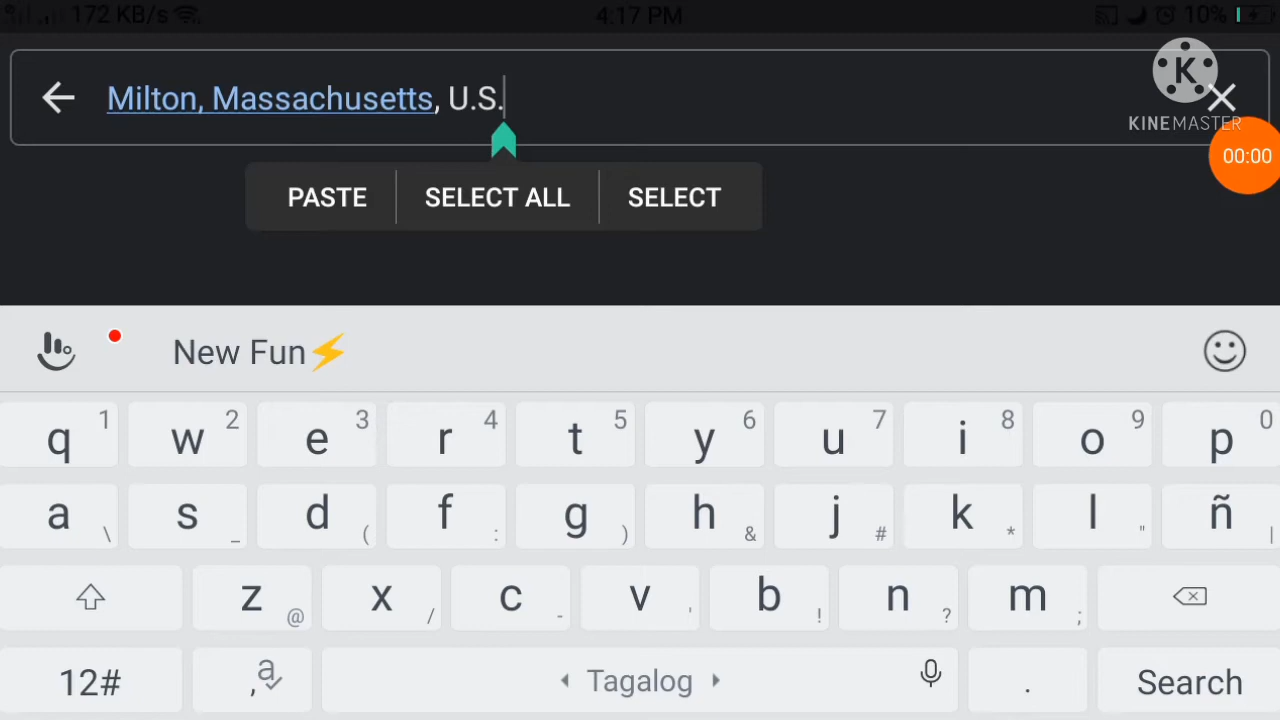 172 KB/s 4:17 PM 10%
Milton, Massachusetts, U.S.
K
KINEMASTER
00:00
PASTE SELECT ALL SELECT
New Fun⚡
q 1 w 2 e 3 r 4 t 5 y 6 u 7 i 8 o 9 p 0
a \ s _ d ( f : g ) h & j # k * l " ñ |
z @ x / c - v ' b ! n ? m ;
12# , a Tagalog . Search